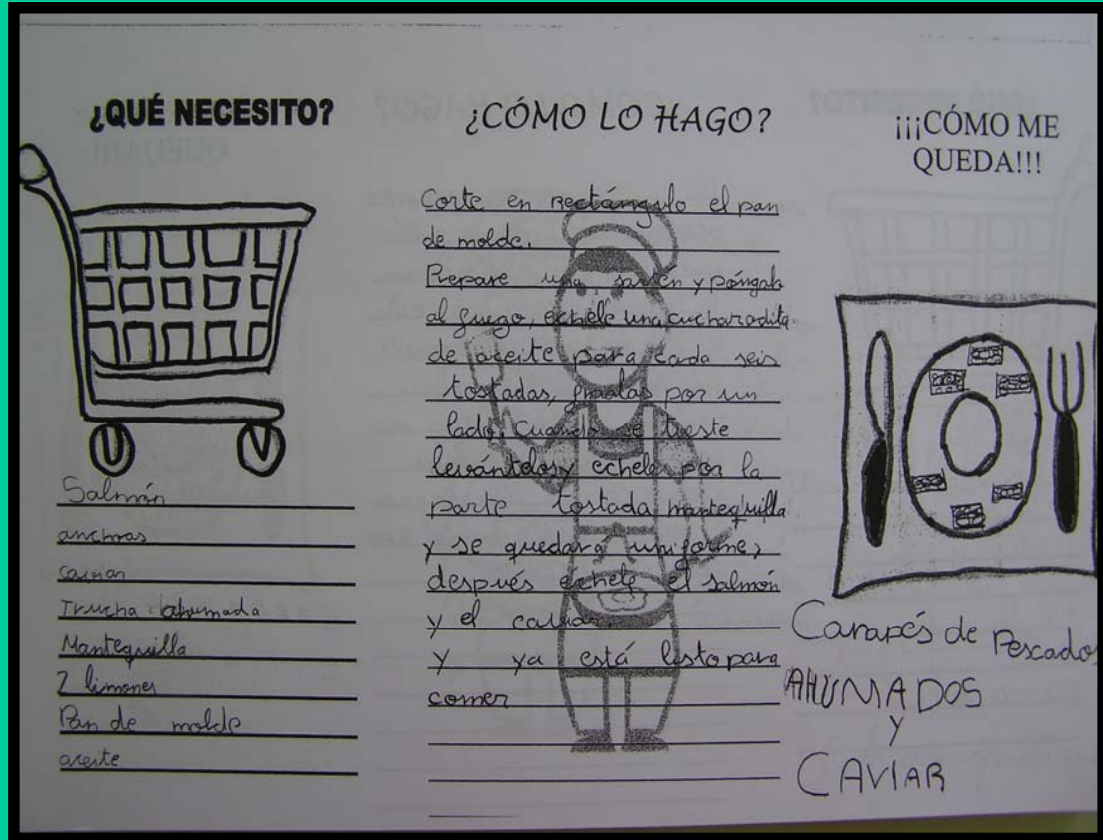 ¿QUÉ NECESITO?
Salmón
anchoas
caviar
Trucha ahumada
Mantequilla
2 limones
Pan de molde
aceite
¿CÓMO LO HAGO?
Corte en rectángulo el pan
de molde.
Prepare una sartén y póngala
al fuego, echele una cucharadita
de aceite para cada seis
tostadas, fríalas por un
lado. Cuando se tueste
levántelos y echele por la
parte tostada mantequilla
y se quedará uniforme,
después échele el salmón
y el caviar.
Y ya está listo para
comer
¡¡¡CÓMO ME
QUEDA!!!
Canapés de Pescados
AHUMADOS
Y
CAVIAR